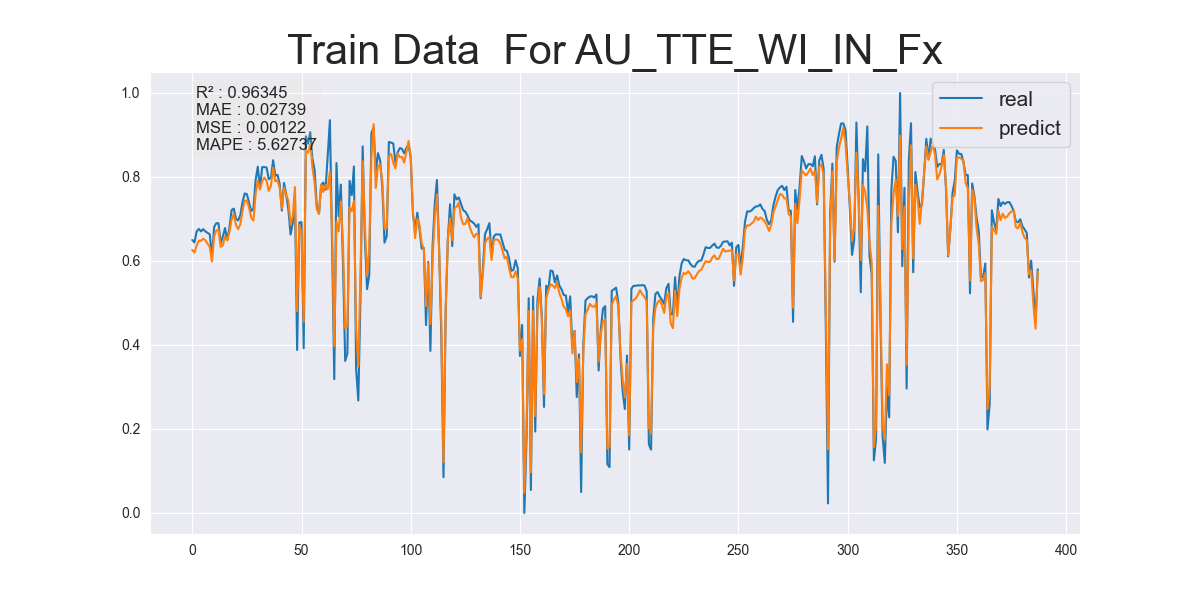 Train Data  For AU_TTE_WI_IN_Fx
R² : 0.96345
MAE : 0.02739
MSE : 0.00122
MAPE : 5.62737
real
predict
1.0
0.8
0.6
0.4
0.2
0.0
0 50 100 150 200 250 300 350 400